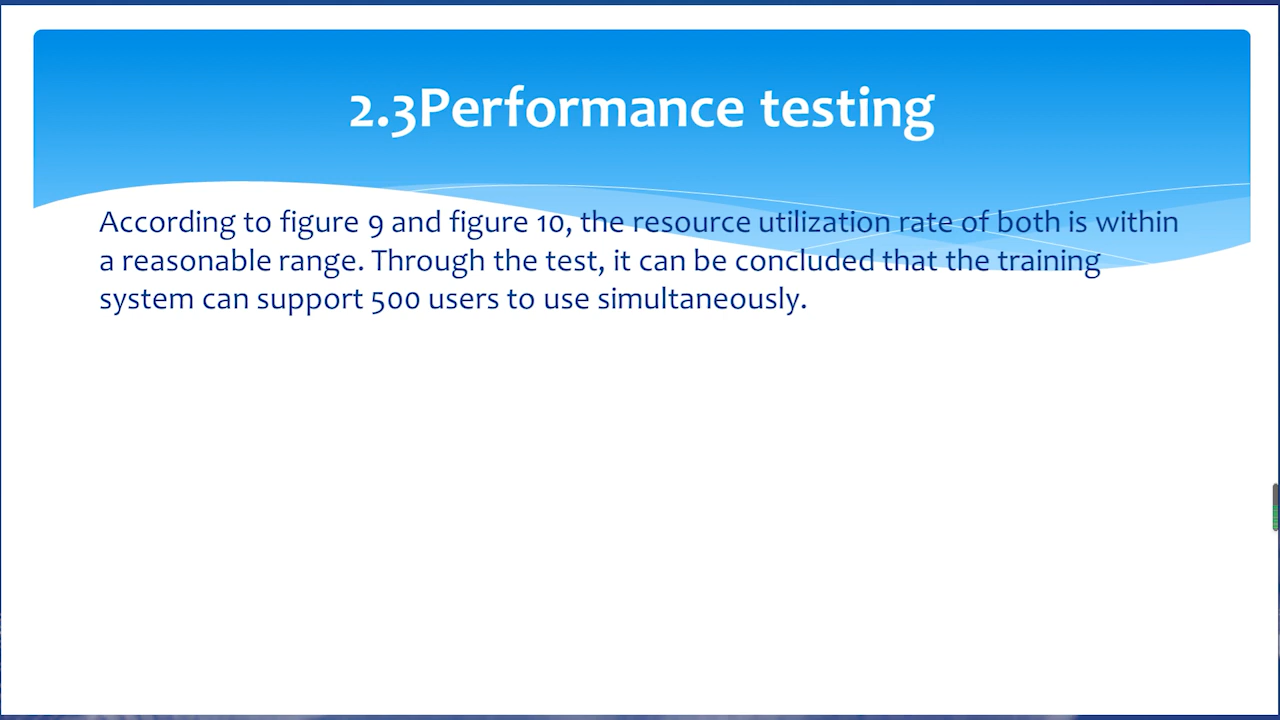 2.3Performance testing
According to figure 9 and figure 10, the resource utilization rate of both is within
a reasonable range. Through the test, it can be concluded that the training
system can support 500 users to use simultaneously.